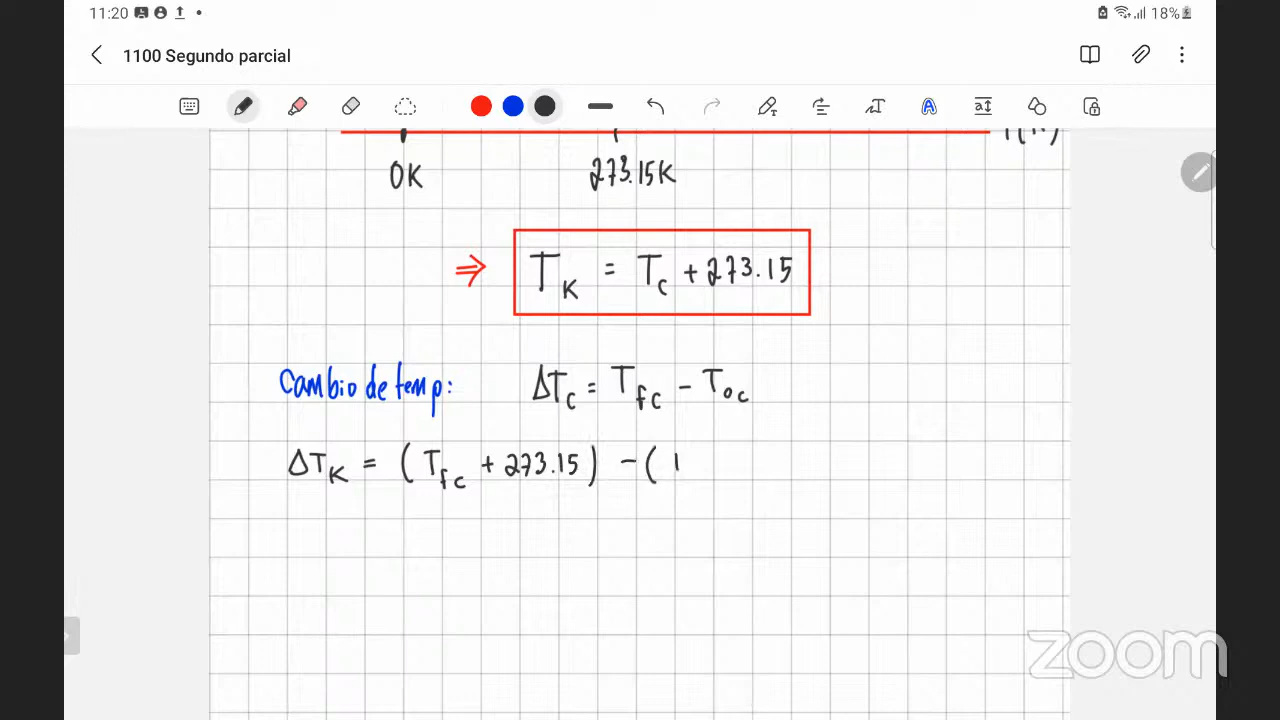 11:20
18%
1100 Segundo parcial
0K 273.15K
⇒ T_K = T_C + 273.15
Cambio de temp: ΔT_C = T_fC - T_0C
ΔT_K = (T_fC + 273.15) - (
zoom